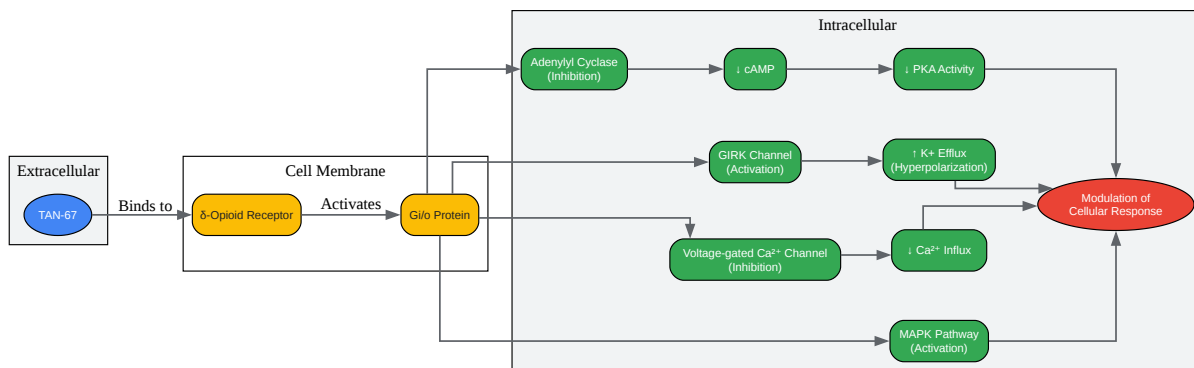 Intracellular
Adenylyl Cyclase
(Inhibition)
↓ cAMP
↓ PKA Activity
Extracellular
TAN-67
Binds to
Cell Membrane
δ-Opioid Receptor
Activates
Gi/o Protein
GIRK Channel
(Activation)
↑ K+ Efflux
(Hyperpolarization)
Modulation of
Cellular Response
Voltage-gated Ca²⁺ Channel
(Inhibition)
↓ Ca²⁺ Influx
MAPK Pathway
(Activation)